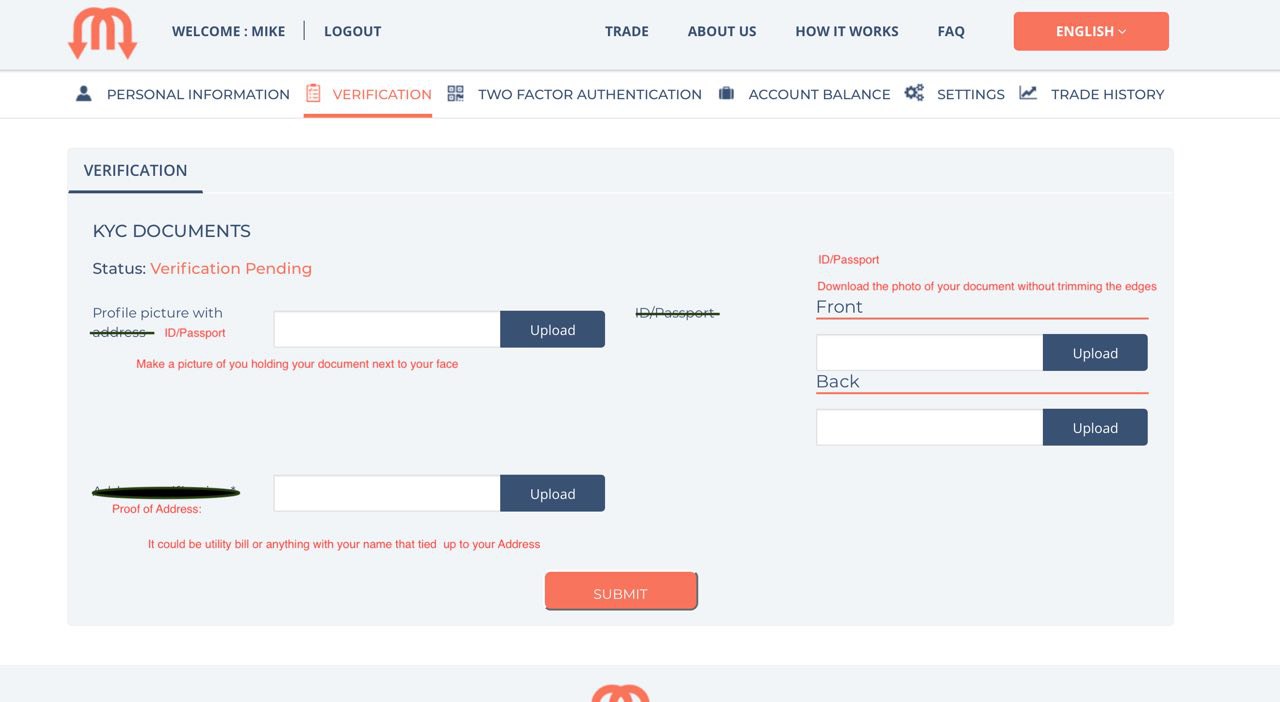 WELCOME : MIKE LOGOUT TRADE ABOUT US HOW IT WORKS FAQ ENGLISH
PERSONAL INFORMATION VERIFICATION TWO FACTOR AUTHENTICATION ACCOUNT BALANCE SETTINGS TRADE HISTORY
VERIFICATION
KYC DOCUMENTS
Status: Verification Pending
Profile picture with
address ID/Passport
Upload
Make a picture of you holding your document next to your face
ID/Passport
ID/Passport
Download the photo of your document without trimming the edges
Front
Upload
Back
Upload
Proof of Address:
Upload
It could be utility bill or anything with your name that tied up to your Address
SUBMIT